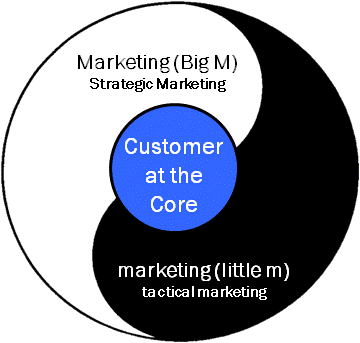 Marketing (Big M)
Strategic Marketing
Customer
at the
Core
marketing (little m)
tactical marketing